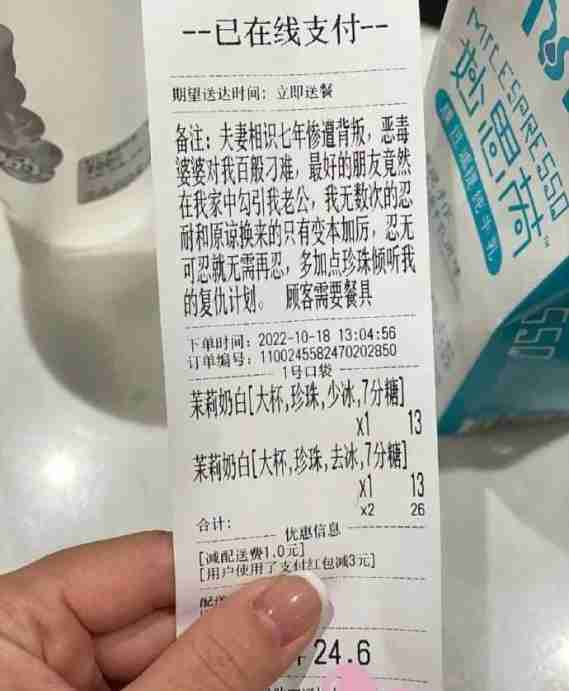 --已在线支付--
期望送达时间: 立即送餐
备注: 夫妻相识七年惨遭背叛, 恶毒
婆婆对我百般刁难, 最好的朋友竟然
在我家中勾引我老公, 我无数次的忍
耐和原谅换来的只有变本加厉, 忍无
可忍就无需再忍, 多加点珍珠倾听我
的复仇计划。 顾客需要餐具
下单时间: 2022-10-18 13:04:56
订单编号: 1100245582470202850
1号口袋
茉莉奶白[大杯,珍珠,少冰,7分糖]
x1 13
茉莉奶白[大杯,珍珠,去冰,7分糖]
x1 13
x2 26
合计:
优惠信息
[减配送费1.0元]
[用户使用了支付红包减3元]
配送
24.6
MILESPRESSO
妙思荷